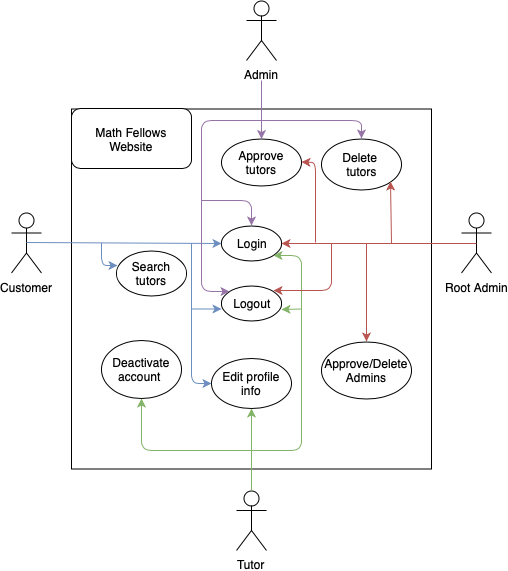 Admin
Math Fellows
Website
Approve
tutors
Delete
tutors
Login
Customer
Search
tutors
Root Admin
Logout
Deactivate
account
Edit profile
info
Approve/Delete
Admins
Tutor